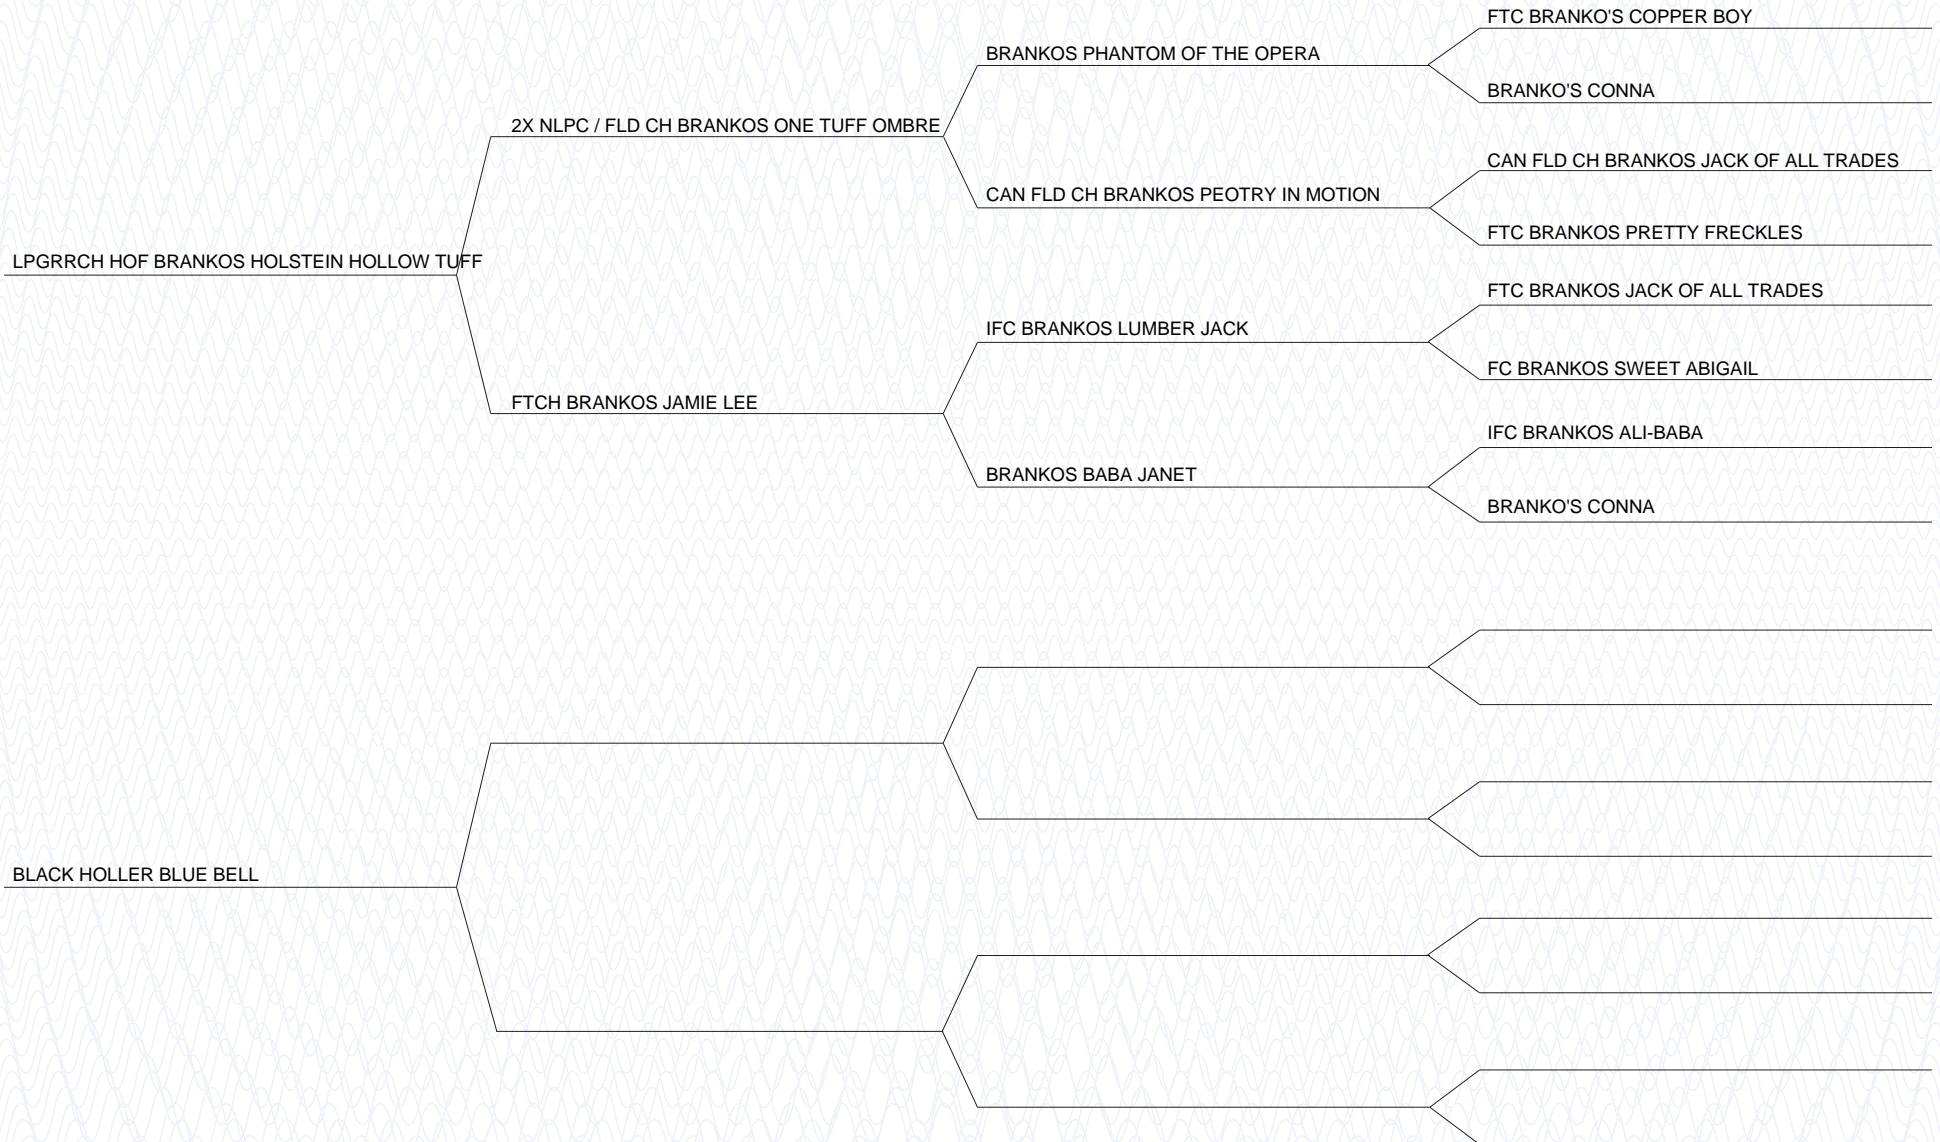 FTC BRANKO'S COPPER BOY
BRANKOS PHANTOM OF THE OPERA
BRANKO'S CONNA
2X NLPC / FLD CH BRANKOS ONE TUFF OMBRE
CAN FLD CH BRANKOS JACK OF ALL TRADES
CAN FLD CH BRANKOS PEOTRY IN MOTION
FTC BRANKOS PRETTY FRECKLES
LPGRRCH HOF BRANKOS HOLSTEIN HOLLOW TUFF
FTC BRANKOS JACK OF ALL TRADES
IFC BRANKOS LUMBER JACK
FC BRANKOS SWEET ABIGAIL
FTCH BRANKOS JAMIE LEE
IFC BRANKOS ALI-BABA
BRANKOS BABA JANET
BRANKO'S CONNA
BLACK HOLLER BLUE BELL